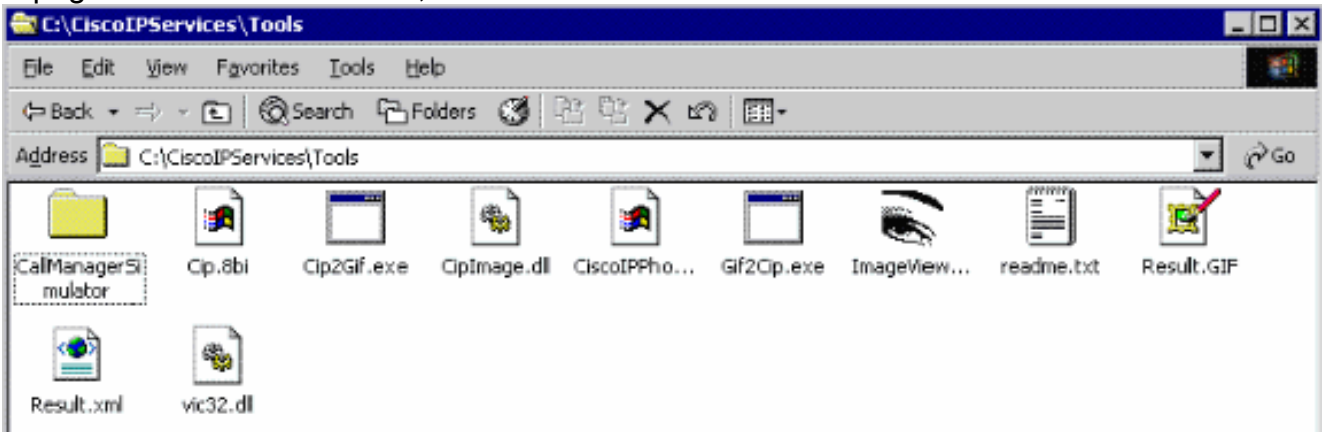 C:\CiscoIPServices\Tools
File Edit View Favorites Tools Help
Back Search Folders
Address C:\CiscoIPServices\Tools Go
CallManagerSi
mulator
Cip.8bi Cip2Gif.exe CipImage.dll CiscoIPPho... Gif2Cip.exe ImageView... readme.txt Result.GIF
Result.xml vic32.dll